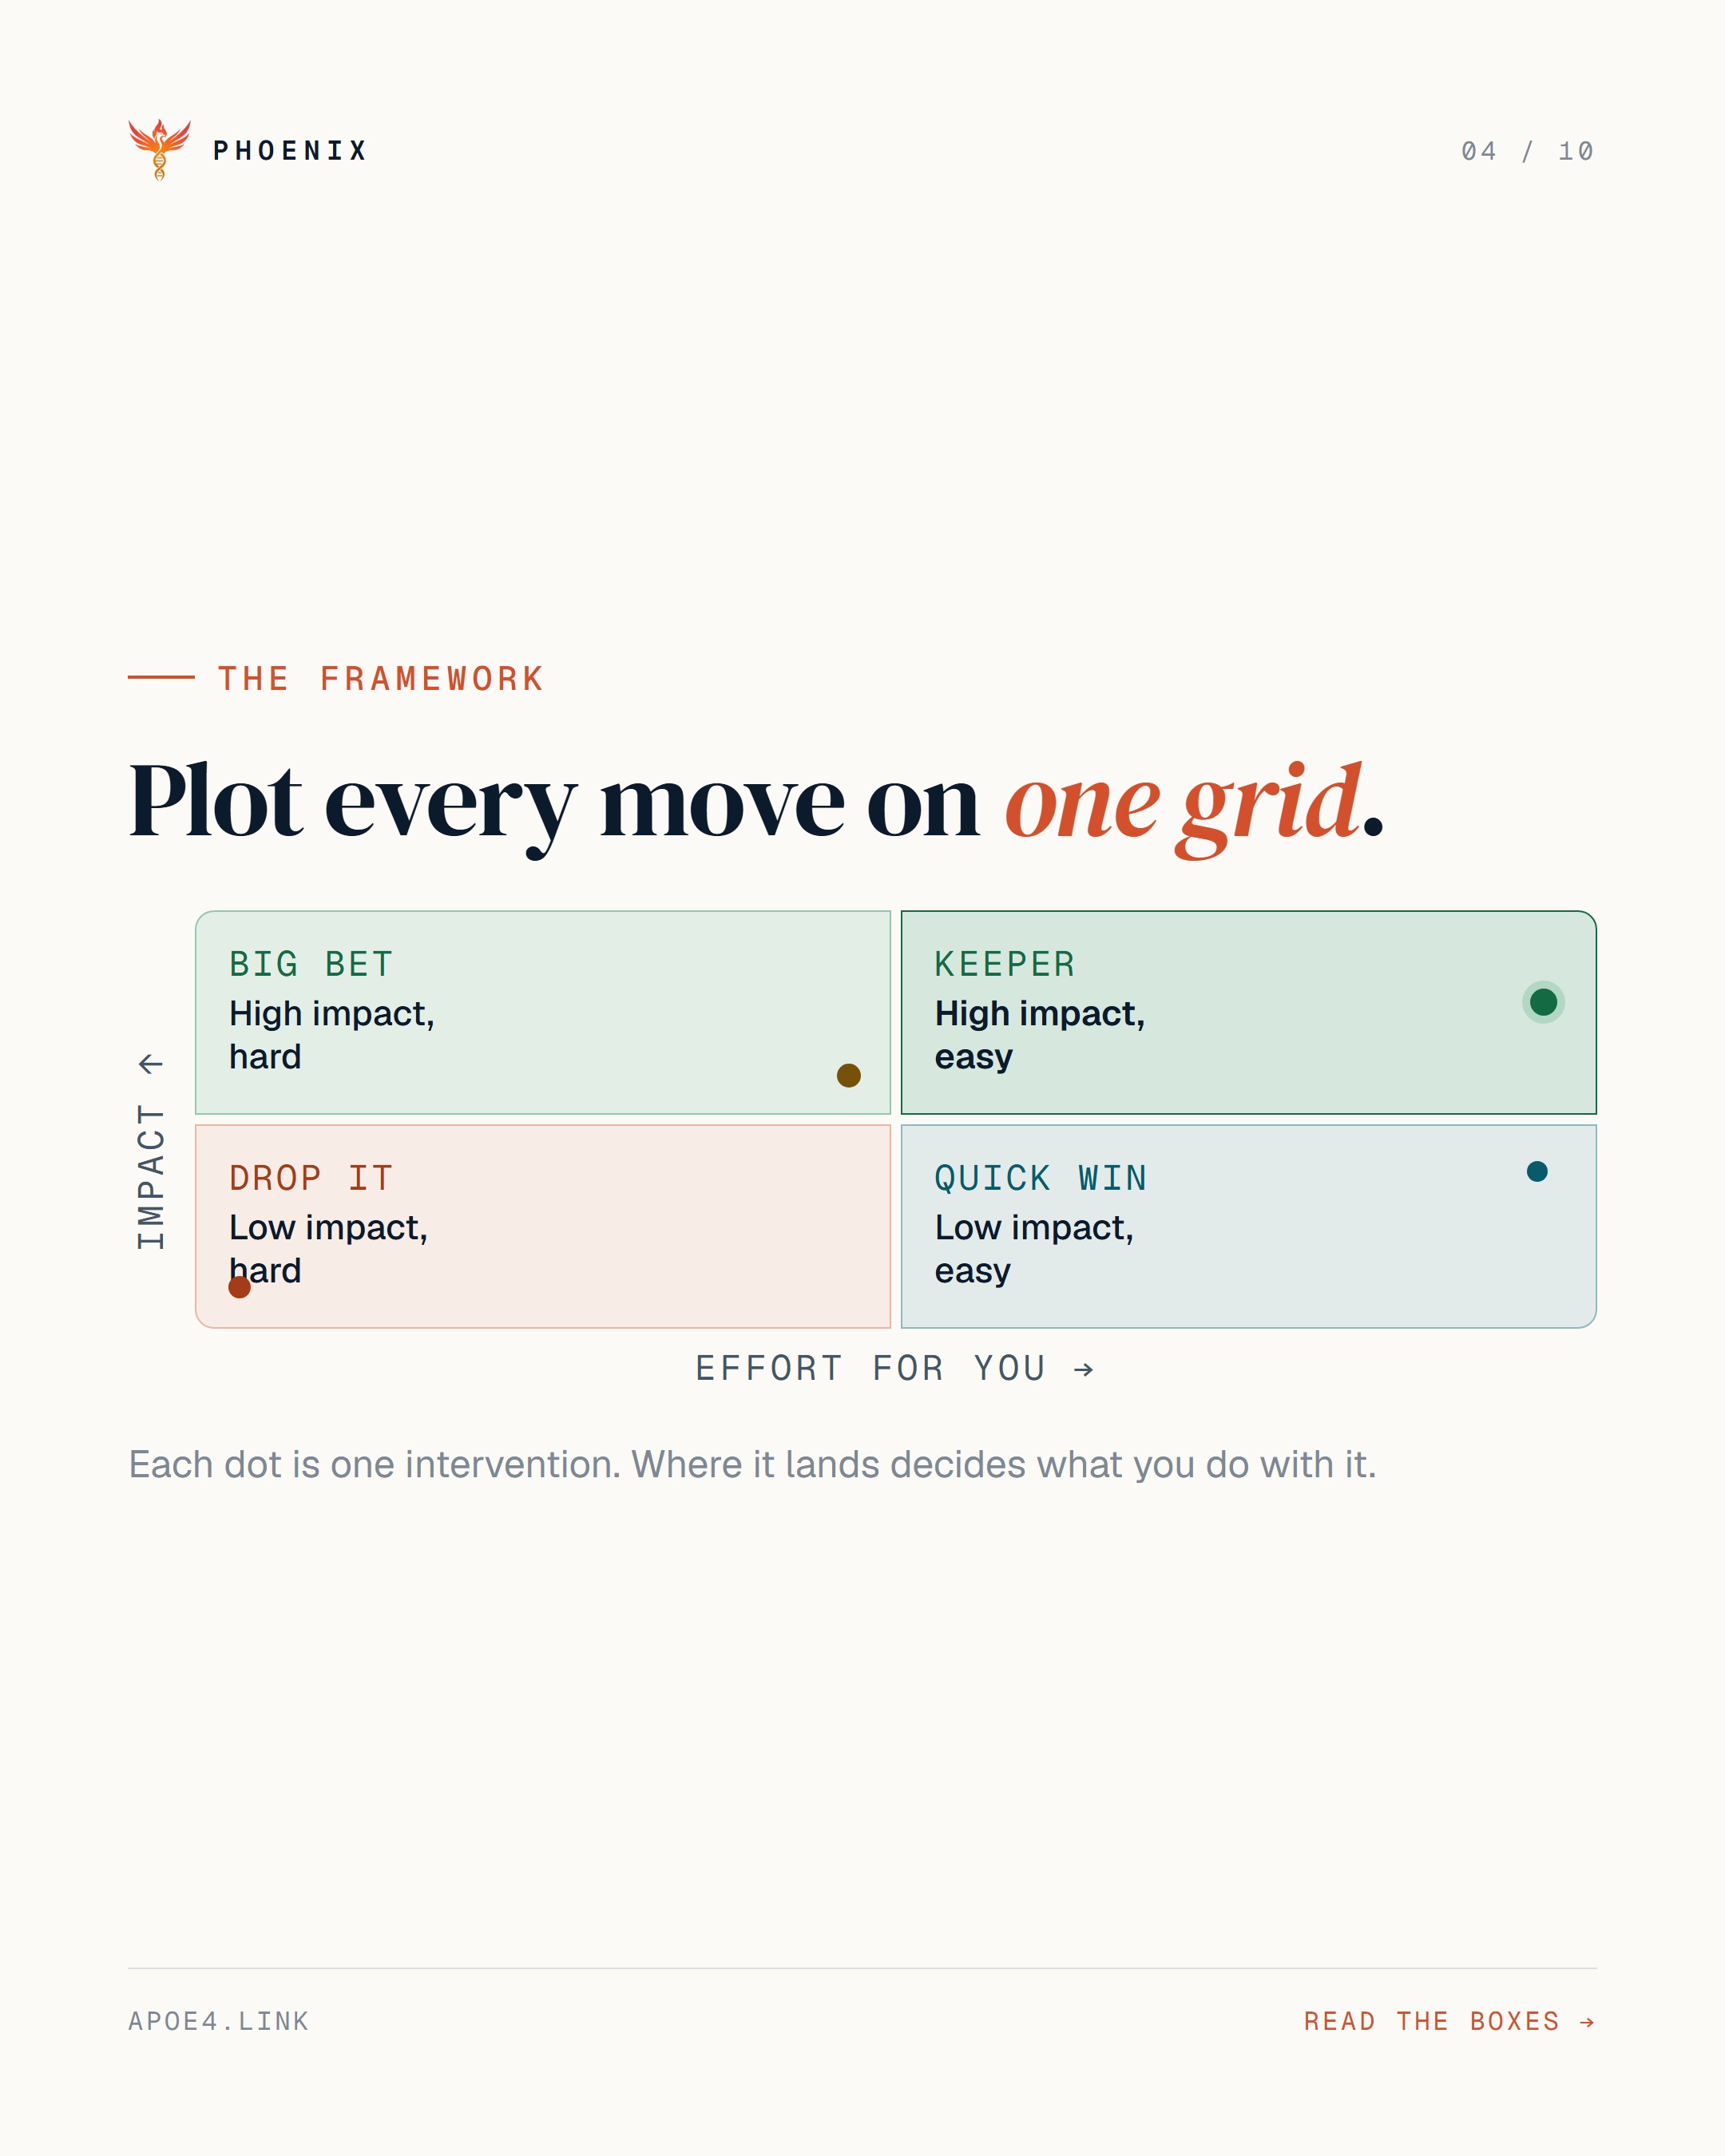 PHOENIX
04 / 10
THE FRAMEWORK
Plot every move on one grid.
IMPACT ←
BIG BET
High impact,
hard
KEEPER
High impact,
easy
DROP IT
Low impact,
hard
QUICK WIN
Low impact,
easy
EFFORT FOR YOU →
Each dot is one intervention. Where it lands decides what you do with it.
APOE4.LINK
READ THE BOXES →